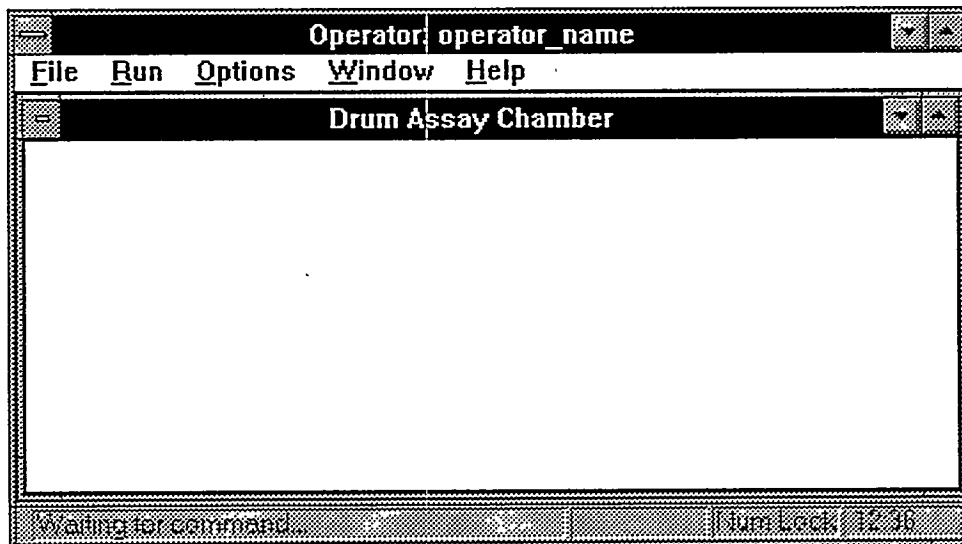 Operator: operator_name
File Run Options Window Help
Drum Assay Chamber
Waiting for command... Num Lock 12:36